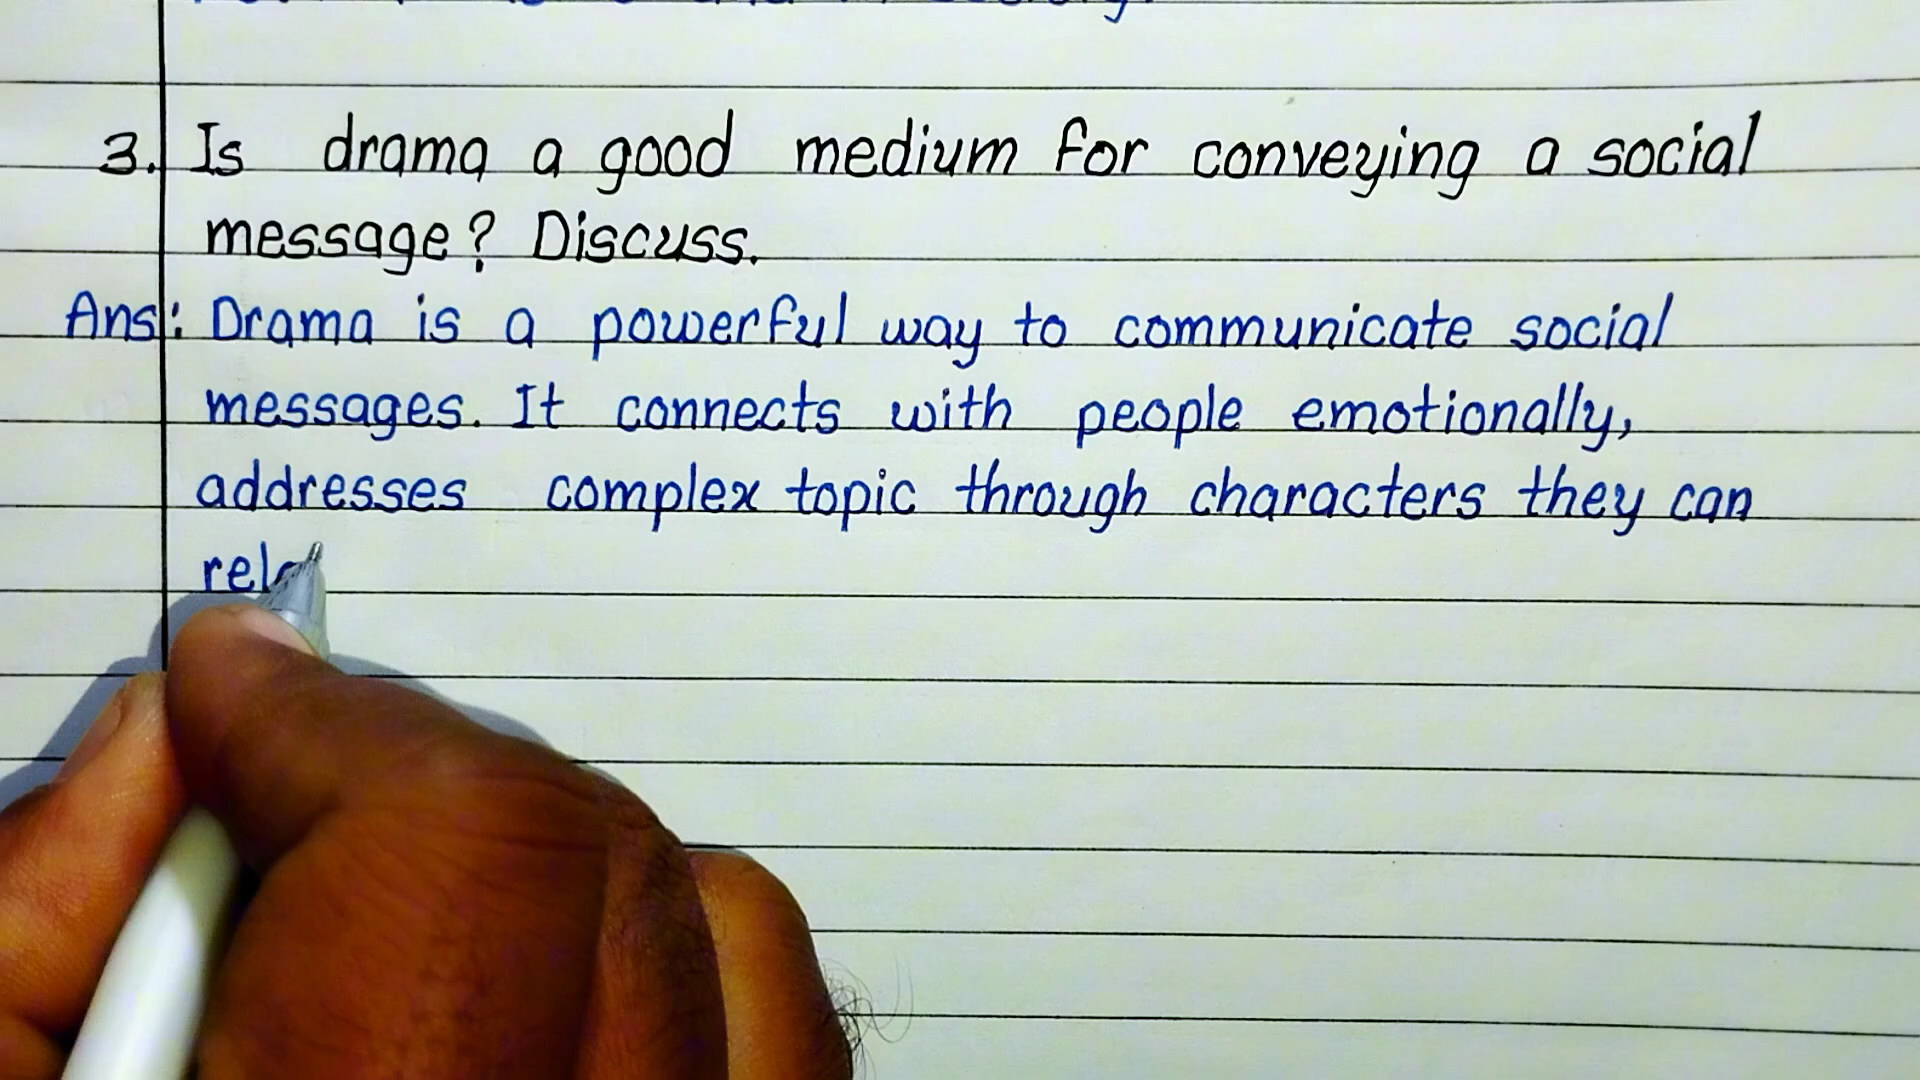 3. Is drama a good medium for conveying a social
message? Discuss.
Ans: Drama is a powerful way to communicate social
messages. It connects with people emotionally,
addresses complex topic through characters they can
rela